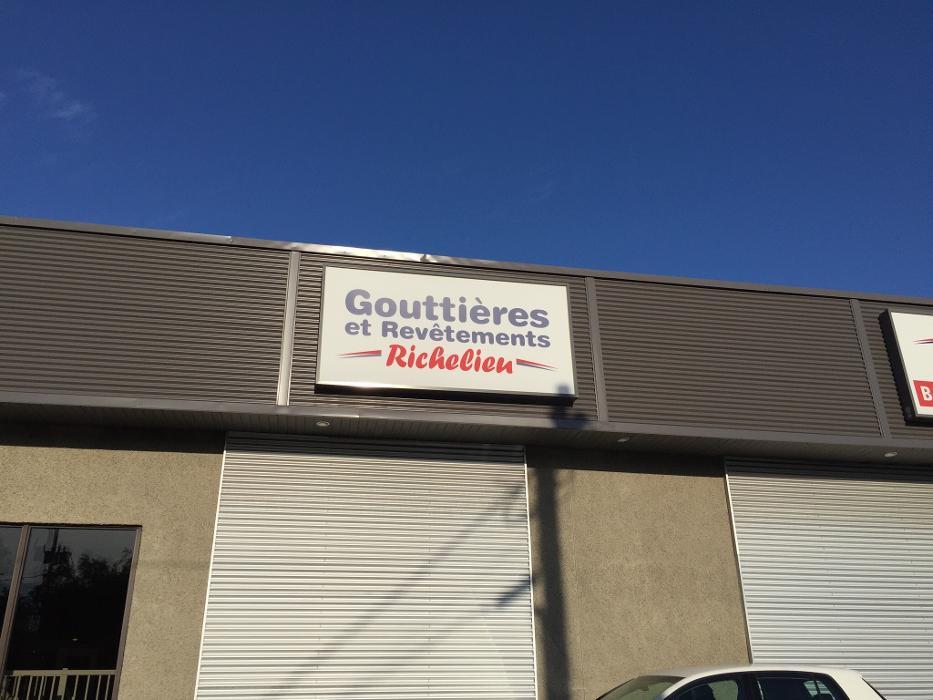 Gouttières
et Revêtements
Richelieu
B